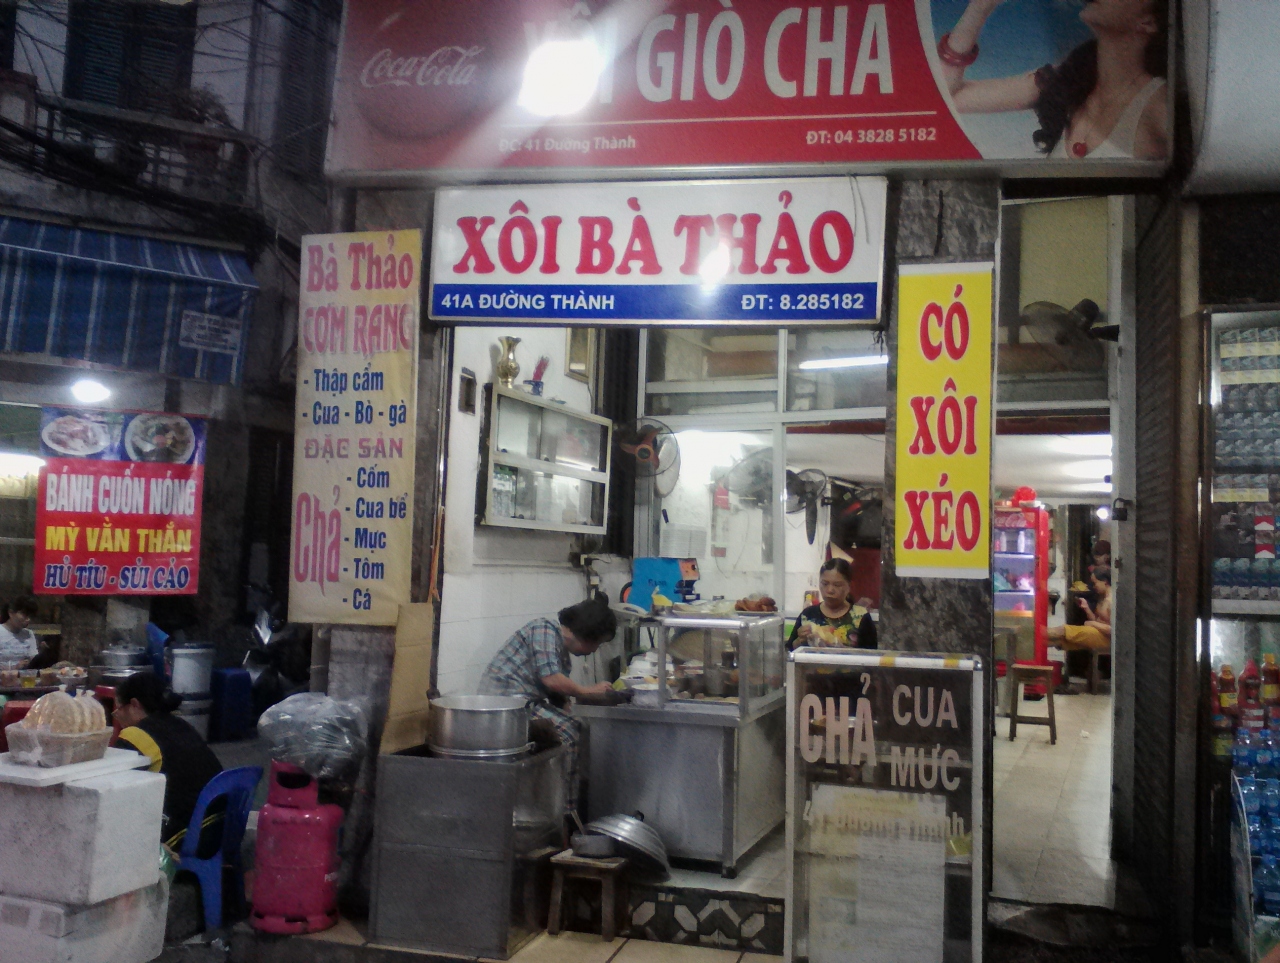 Coca-Cola
GIÒ CHA
ĐC: 41 Đường Thành
ĐT: 04 3828 5182
XÔI BÀ THẢO
41A ĐƯỜNG THÀNH
ĐT: 8.285182
Bà Thảo
CƠM RANG
- Thập cẩm
- Cua - Bò - gà
ĐẶC SẢN
Chả
- Cốm
- Cua bể
- Mực
- Tôm
- Cá
CÓ
XÔI
XÉO
BÁNH CUỐN NÓNG
MỲ VẰN THẮN
HỦ TÍU - SỦI CẢO
CHẢ
CUA
MỰC